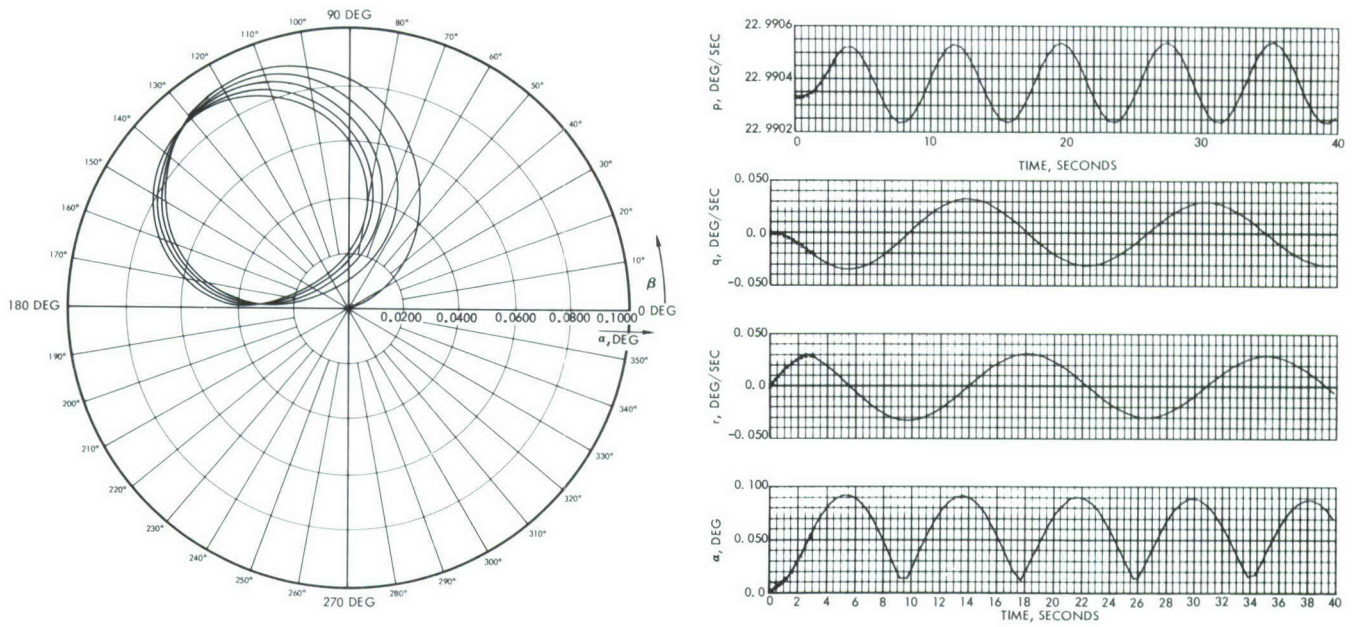 90 DEG
100°
80°
110°
70°
120°
60°
130°
50°
140°
40°
150°
30°
160°
20°
170°
10°
β
180 DEG
0 DEG
0.0200 0.0400 0.0600 0.0800 0.1000
α, DEG
190°
350°
200°
340°
210°
330°
220°
320°
230°
310°
240°
300°
250°
290°
260°
280°
270 DEG
22.9906
22.9904
22.9902
p, DEG/SEC
0 10 20 30 40
TIME, SECONDS
0.050
0.0
-0.050
q, DEG/SEC
0.050
0.0
-0.050
r, DEG/SEC
0.100
0.050
0.0
α, DEG
0 2 4 6 8 10 12 14 16 18 20 22 24 26 28 30 32 34 36 38 40
TIME, SECONDS